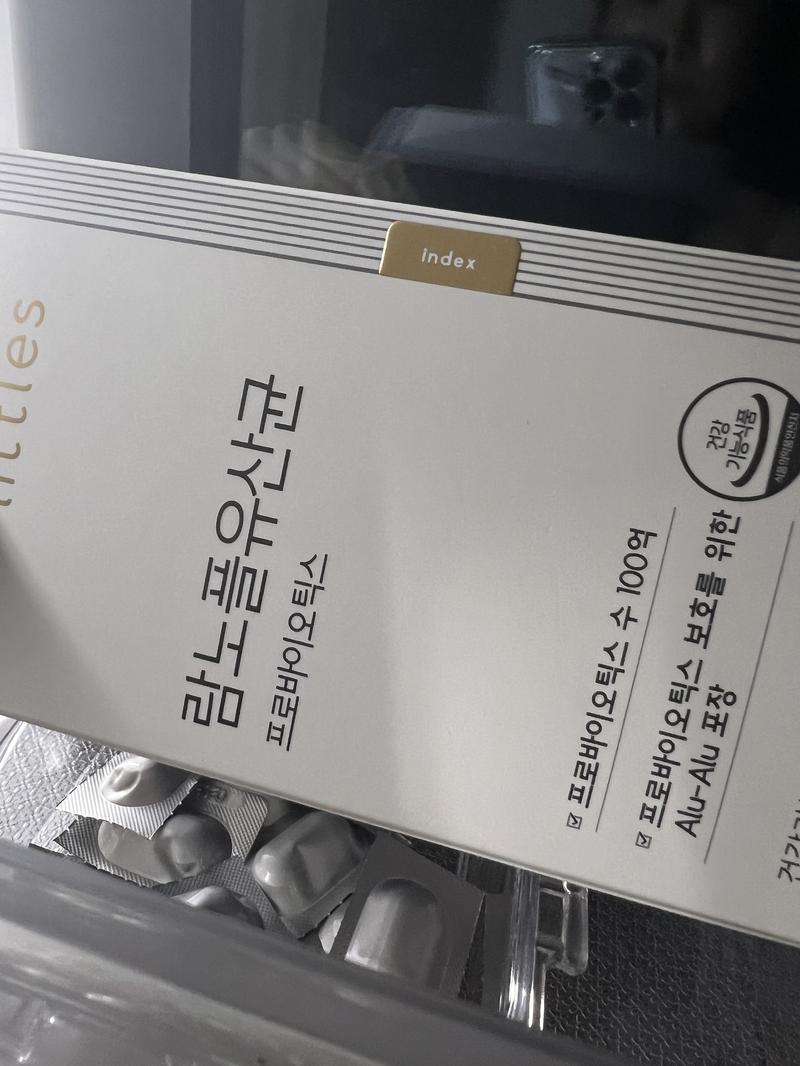 index
람노플유산균
프로바이오틱스
건강
기능식품
식품의약품안전처
☑ 프로바이오틱스 수 100억
☑ 프로바이오틱스 보호를 위한
Alu-Alu 포장